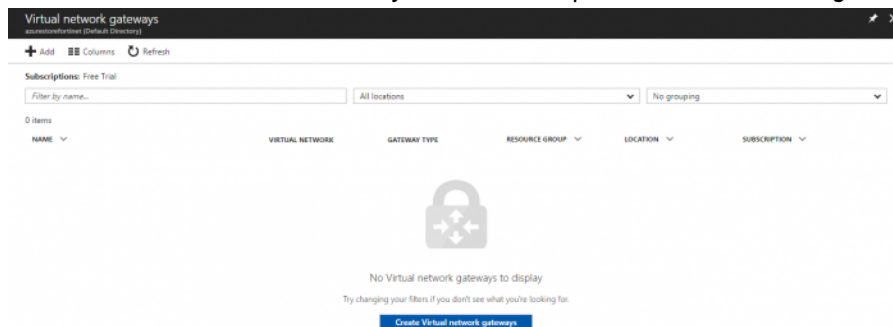 Virtual network gateways
azurestorefortinet (Default Directory)
Add Columns Refresh
Subscriptions: Free Trial
Filter by name... All locations No grouping
0 items
NAME VIRTUAL NETWORK GATEWAY TYPE RESOURCE GROUP LOCATION SUBSCRIPTION
No Virtual network gateways to display
Try changing your filters if you don't see what you're looking for.
Create Virtual network gateways